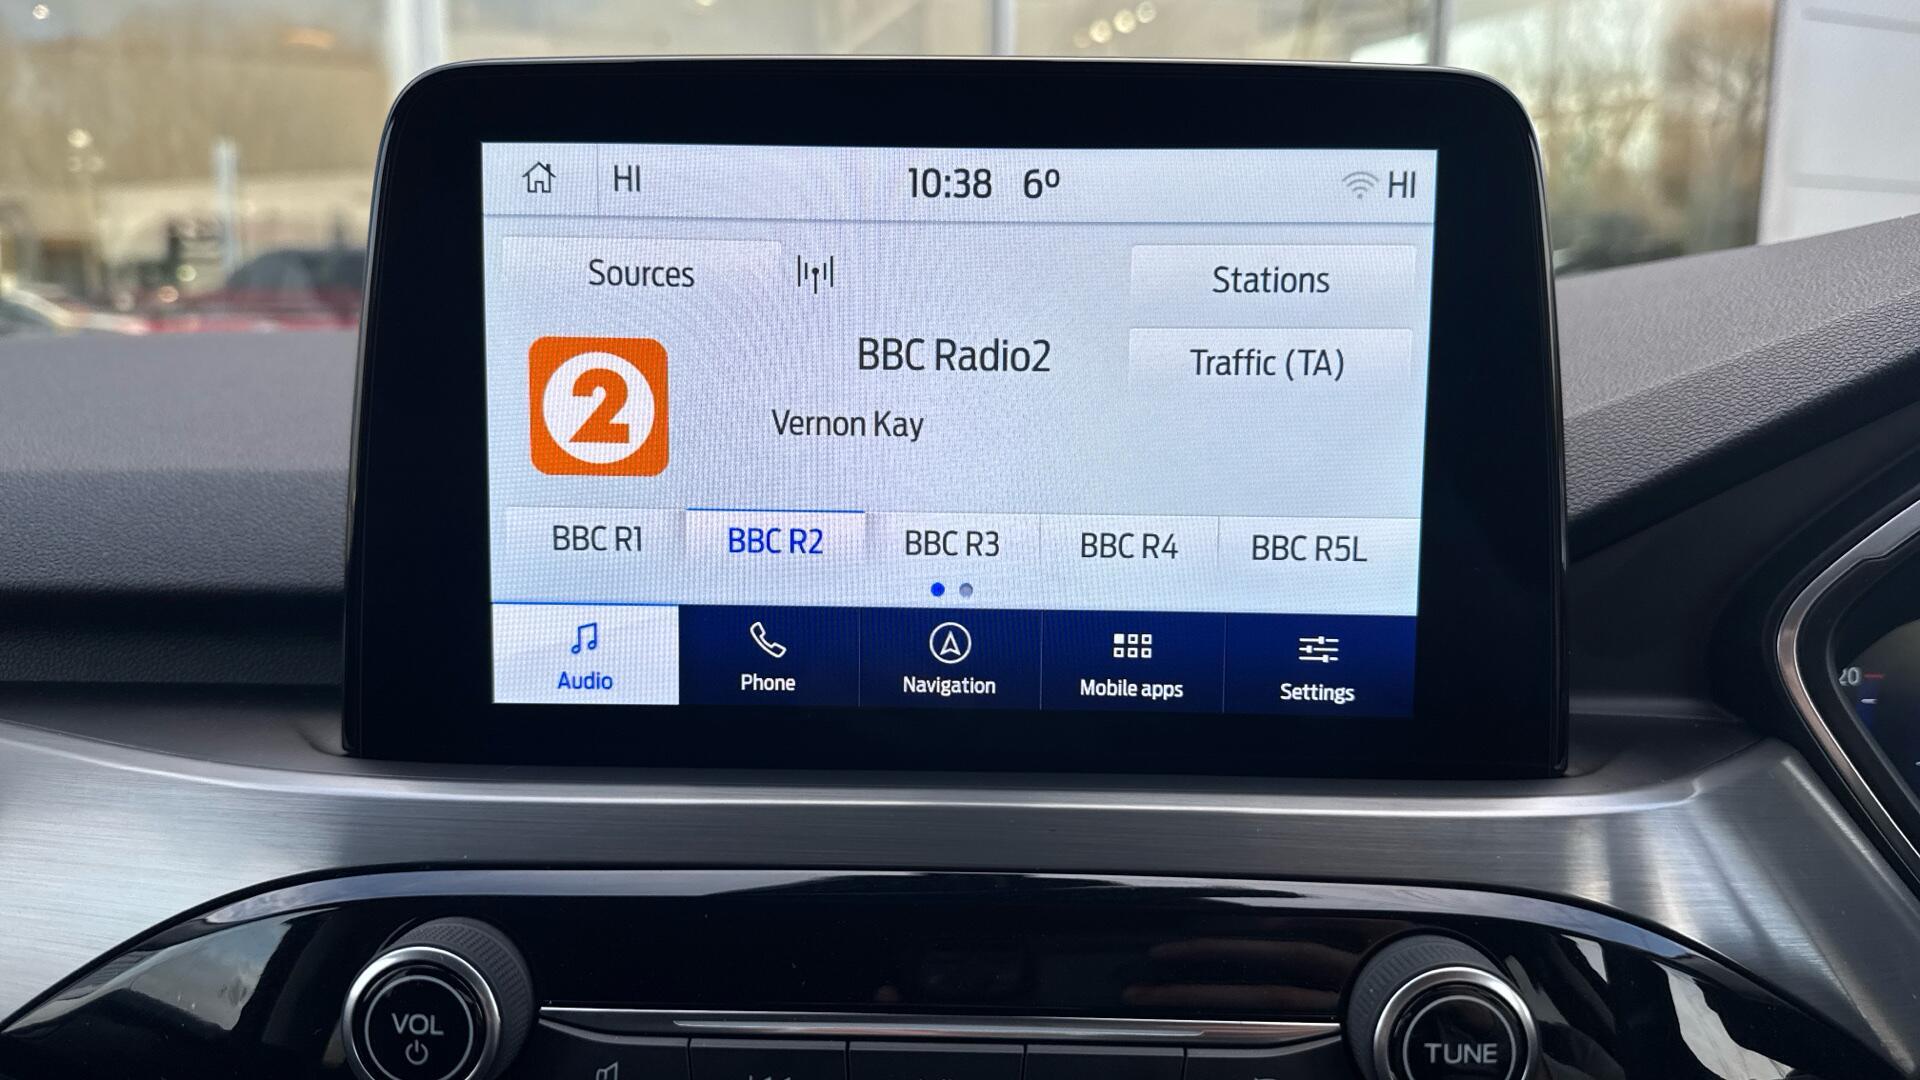 HI 10:38 6º HI
Sources Stations
BBC Radio2 Traffic (TA)
2
Vernon Kay
BBC R1 BBC R2 BBC R3 BBC R4 BBC R5L
Audio Phone Navigation Mobile apps Settings
20
VOL TUNE